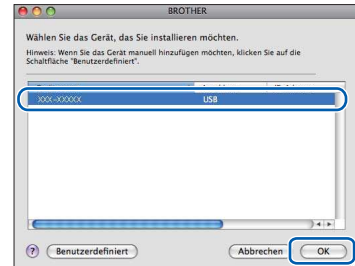 BROTHER
Wählen Sie das Gerät, das Sie installieren möchten.
Hinweis: Wenn Sie das Gerät manuell hinzufügen möchten, klicken Sie auf die
Schaltfläche "Benutzerdefiniert".
XXX-XXXXX USB
? Benutzerdefiniert Abbrechen OK